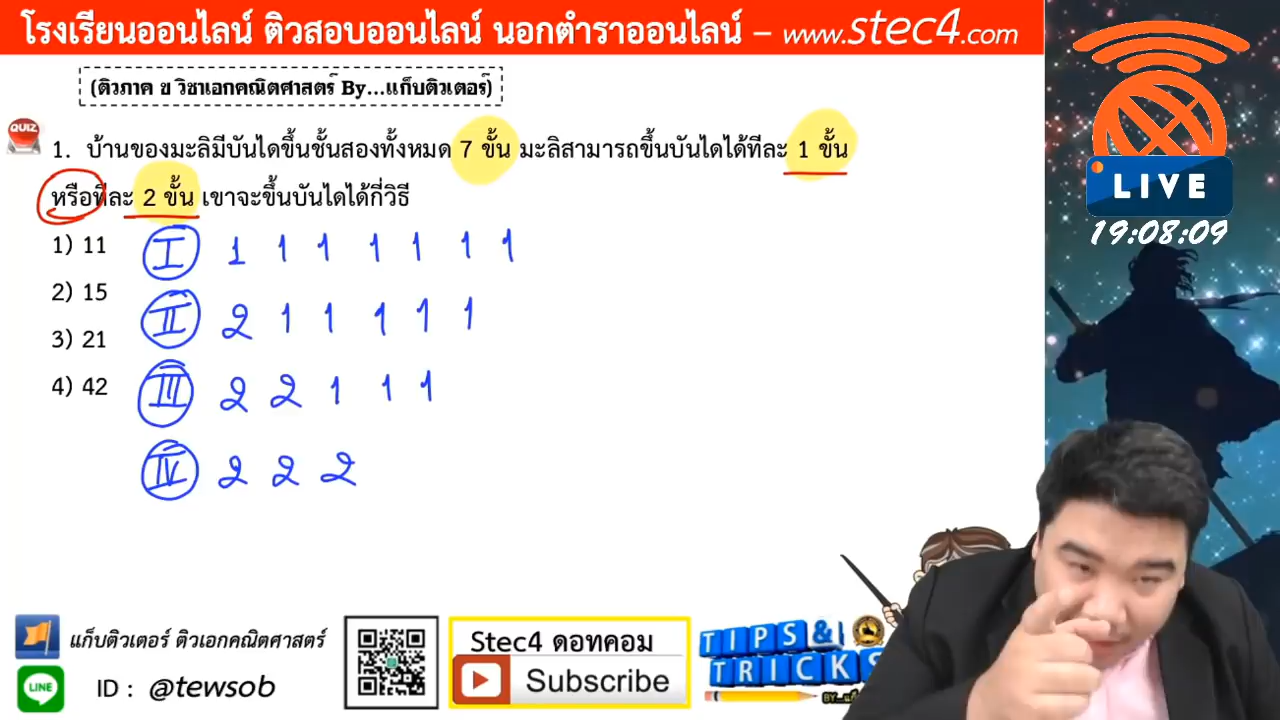 โรงเรียนออนไลน์ ติวสอบออนไลน์ นอกตำราออนไลน์ – www.stec4.com
(ติวภาค ข วิชาเอกคณิตศาสตร์ By...แก๊บติวเตอร์)
QUIZ
1. บ้านของมะลิมีบันไดขึ้นชั้นสองทั้งหมด 7 ขั้น มะลิสามารถขึ้นบันไดได้ทีละ 1 ขั้น
หรือทีละ 2 ขั้น เขาจะขึ้นบันไดได้กี่วิธี
LIVE
19:08:09
1) 11
2) 15
3) 21
4) 42
I 1 1 1 1 1 1 1
II 2 1 1 1 1 1
III 2 2 1 1 1
IV 2 2 2
แก๊บติวเตอร์ ติวเอกคณิตศาสตร์
LINE
ID : @tewsob
Stec4 ดอทคอม
Subscribe
TIPS &
TRICKS